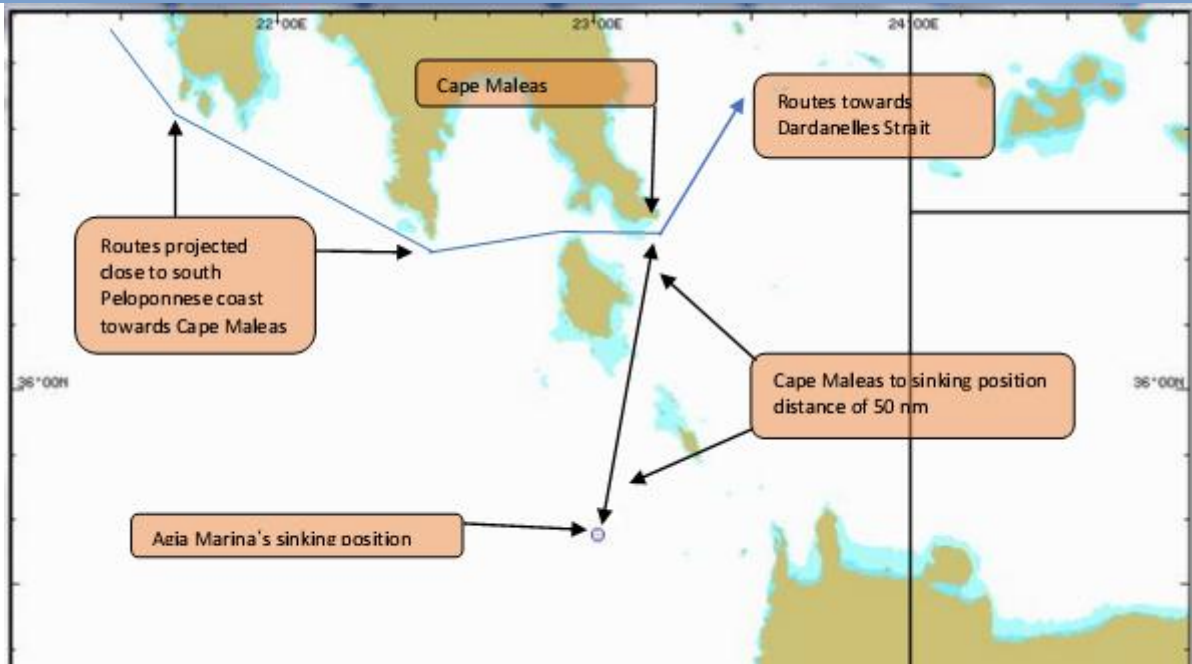 22°00E
23°00E
24°00E
Cape Maleas
Routes towards
Dardanelles Strait
Routes projected
close to south
Peloponnese coast
towards Cape Maleas
36°00N
36°00N
Cape Maleas to sinking position
distance of 50 nm
Agia Marina's sinking position